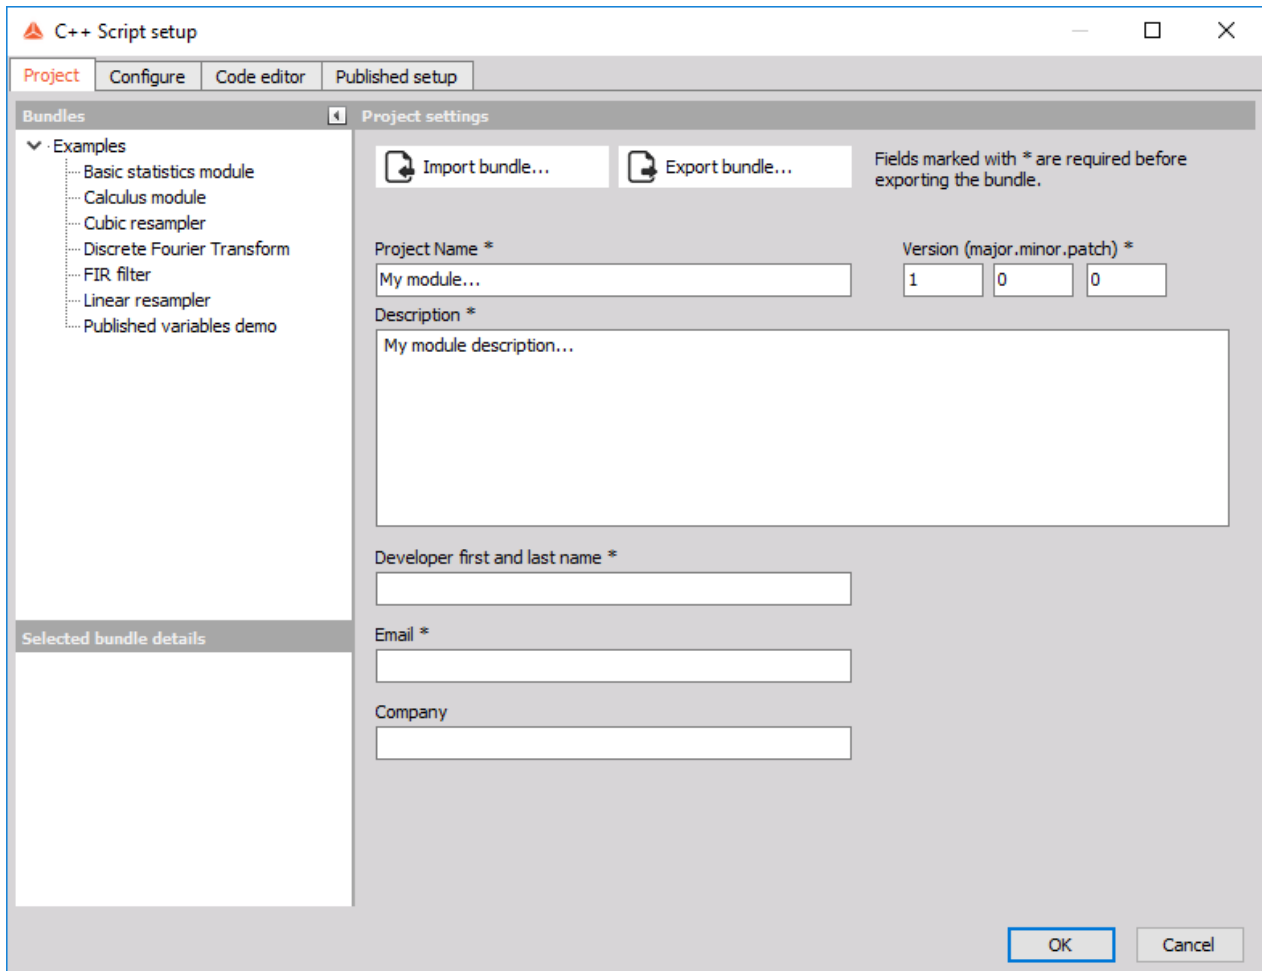 C++ Script setup
Project
Configure
Code editor
Published setup
Bundles
Examples
Basic statistics module
Calculus module
Cubic resampler
Discrete Fourier Transform
FIR filter
Linear resampler
Published variables demo
Selected bundle details
Project settings
Import bundle...
Export bundle...
Fields marked with * are required before
exporting the bundle.
Project Name *
Version (major.minor.patch) *
My module...
1
0
0
Description *
My module description...
Developer first and last name *
Email *
Company
OK
Cancel